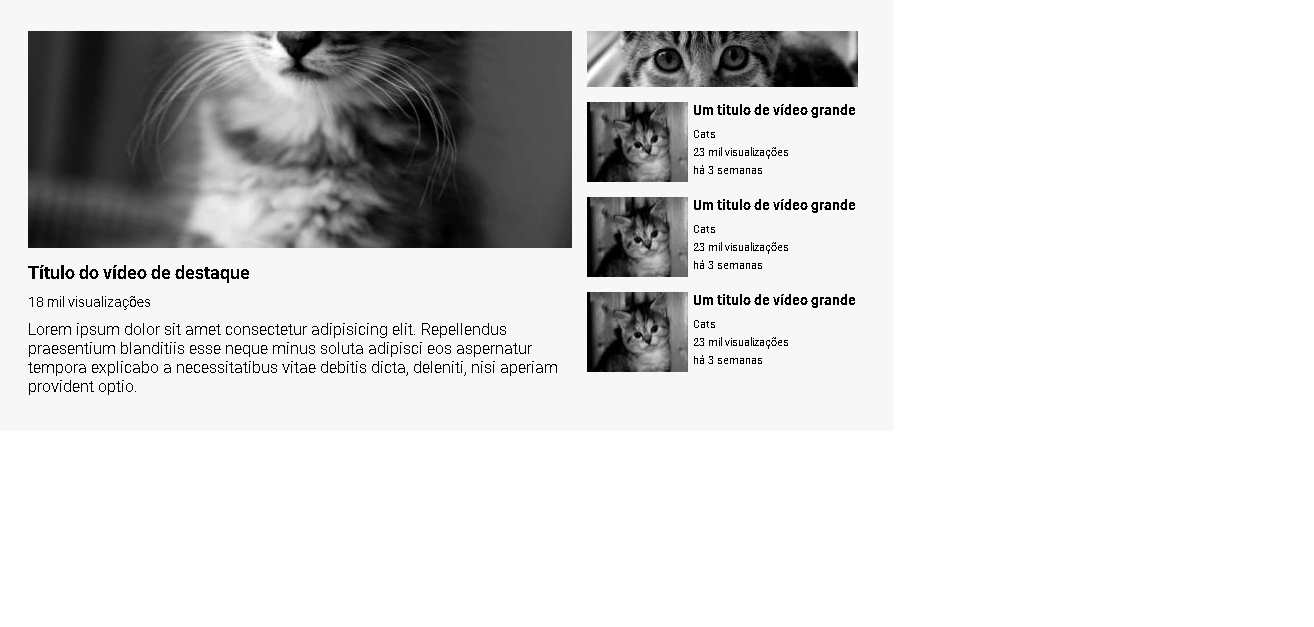 Título do vídeo de destaque
18 mil visualizações
Lorem ipsum dolor sit amet consectetur adipisicing elit. Repellendus
praesentium blanditiis esse neque minus soluta adipisci eos aspernatur
tempora explicabo a necessitatibus vitae debitis dicta, deleniti, nisi aperiam
provident optio.
Um titulo de vídeo grande
Cats
23 mil visualizações
há 3 semanas
Um titulo de vídeo grande
Cats
23 mil visualizações
há 3 semanas
Um titulo de vídeo grande
Cats
23 mil visualizações
há 3 semanas